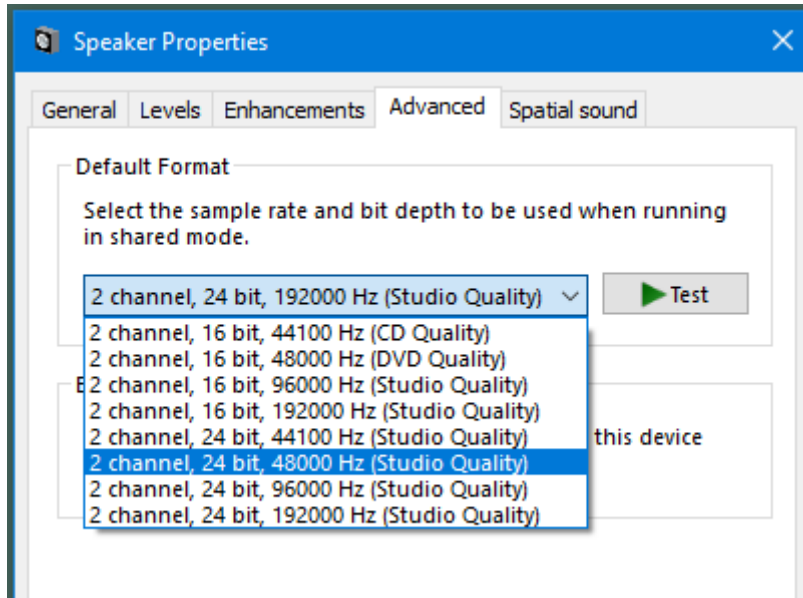 Speaker Properties
General Levels Enhancements Advanced Spatial sound
Default Format
Select the sample rate and bit depth to be used when running
in shared mode.
2 channel, 24 bit, 192000 Hz (Studio Quality) Test
2 channel, 16 bit, 44100 Hz (CD Quality)
2 channel, 16 bit, 48000 Hz (DVD Quality)
2 channel, 16 bit, 96000 Hz (Studio Quality)
2 channel, 16 bit, 192000 Hz (Studio Quality)
2 channel, 24 bit, 44100 Hz (Studio Quality) this device
2 channel, 24 bit, 48000 Hz (Studio Quality)
2 channel, 24 bit, 96000 Hz (Studio Quality)
2 channel, 24 bit, 192000 Hz (Studio Quality)